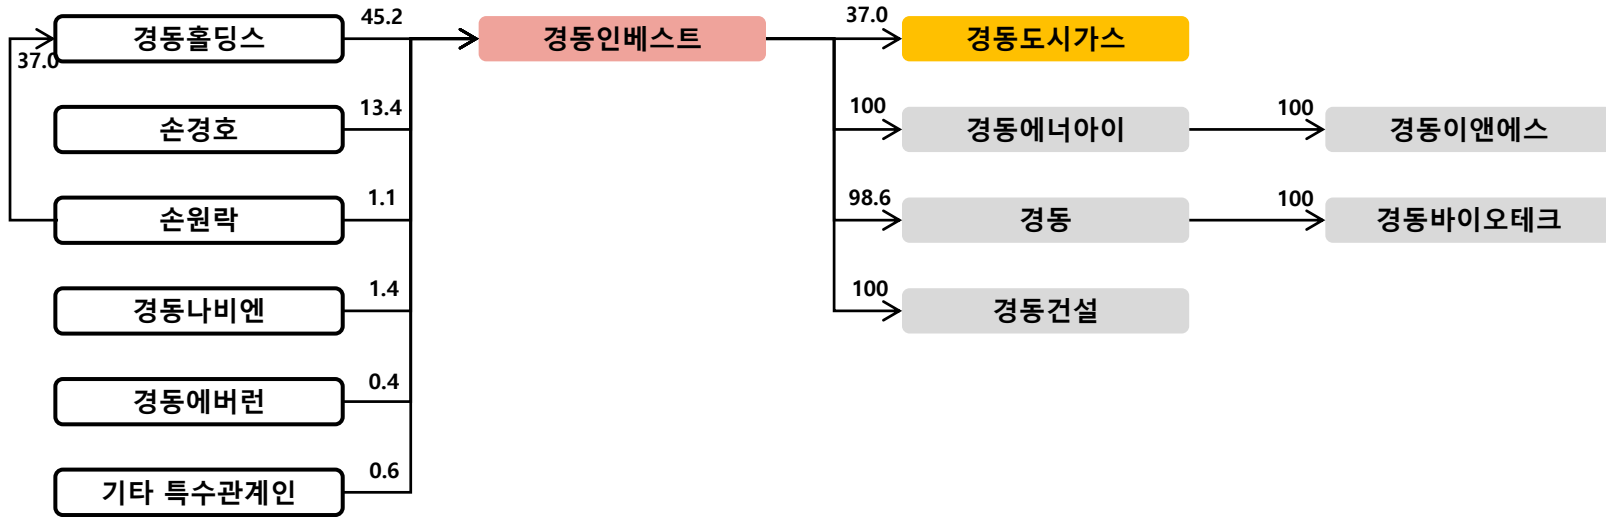 경동홀딩스 45.2 경동인베스트 37.0 경동도시가스
37.0
손경호 13.4 100 경동에너아이 100 경동이앤에스
손원락 1.1 98.6 경동 100 경동바이오테크
경동나비엔 1.4 100 경동건설
경동에버런 0.4
기타 특수관계인 0.6